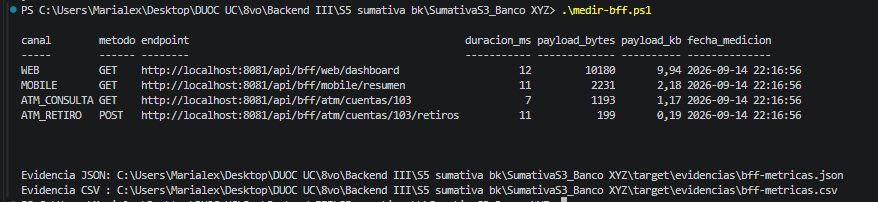 PS C:\Users\Marialex\Desktop\DUOC UC\8vo\Backend III\S5 sumativa bk\SumativaS3_Banco XYZ> .\medir-bff.ps1
canal metodo endpoint duracion_ms payload_bytes payload_kb fecha_medicion
----- ------ -------- ----------- ------------- ---------- --------------
WEB GET http://localhost:8081/api/bff/web/dashboard 12 10180 9,94 2026-09-14 22:16:56
MOBILE GET http://localhost:8081/api/bff/mobile/resumen 11 2231 2,18 2026-09-14 22:16:56
ATM_CONSULTA GET http://localhost:8081/api/bff/atm/cuentas/103 7 1193 1,17 2026-09-14 22:16:56
ATM_RETIRO POST http://localhost:8081/api/bff/atm/cuentas/103/retiros 11 199 0,19 2026-09-14 22:16:56
Evidencia JSON: C:\Users\Marialex\Desktop\DUOC UC\8vo\Backend III\S5 sumativa bk\SumativaS3_Banco XYZ\target\evidencias\bff-metricas.json
Evidencia CSV : C:\Users\Marialex\Desktop\DUOC UC\8vo\Backend III\S5 sumativa bk\SumativaS3_Banco XYZ\target\evidencias\bff-metricas.csv